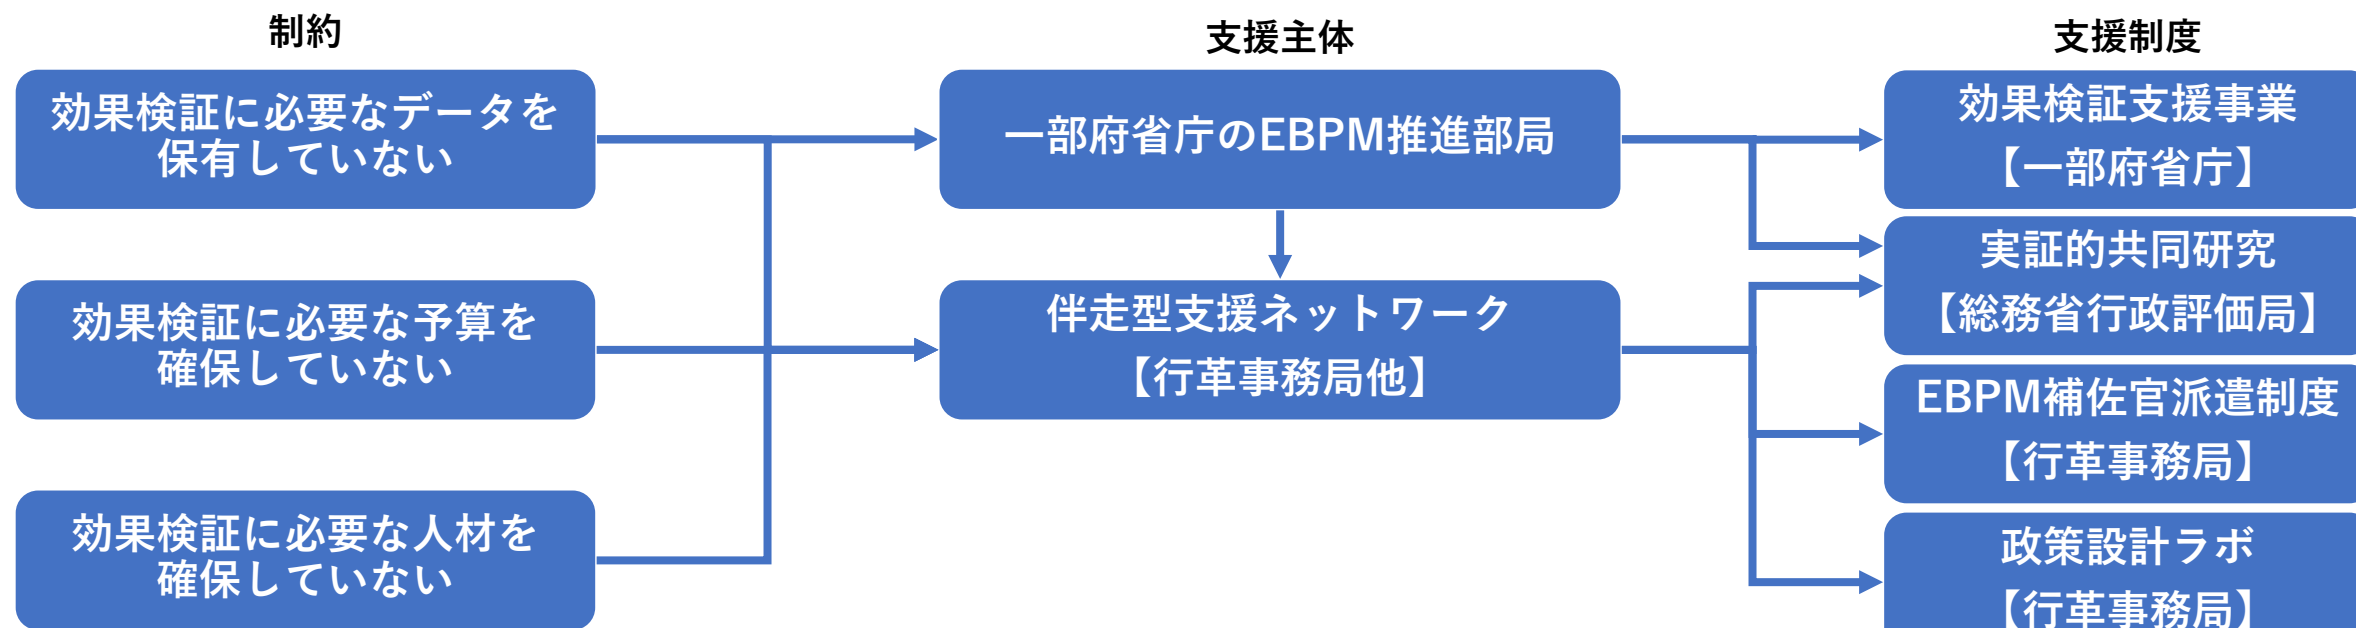 制約
効果検証に必要なデータを
保有していない
効果検証に必要な予算を
確保していない
効果検証に必要な人材を
確保していない
支援主体
一部府省庁のEBPM推進部局
伴走型支援ネットワーク
【行革事務局他】
支援制度
効果検証支援事業
【一部府省庁】
実証的共同研究
【総務省行政評価局】
EBPM補佐官派遣制度
【行革事務局】
政策設計ラボ
【行革事務局】